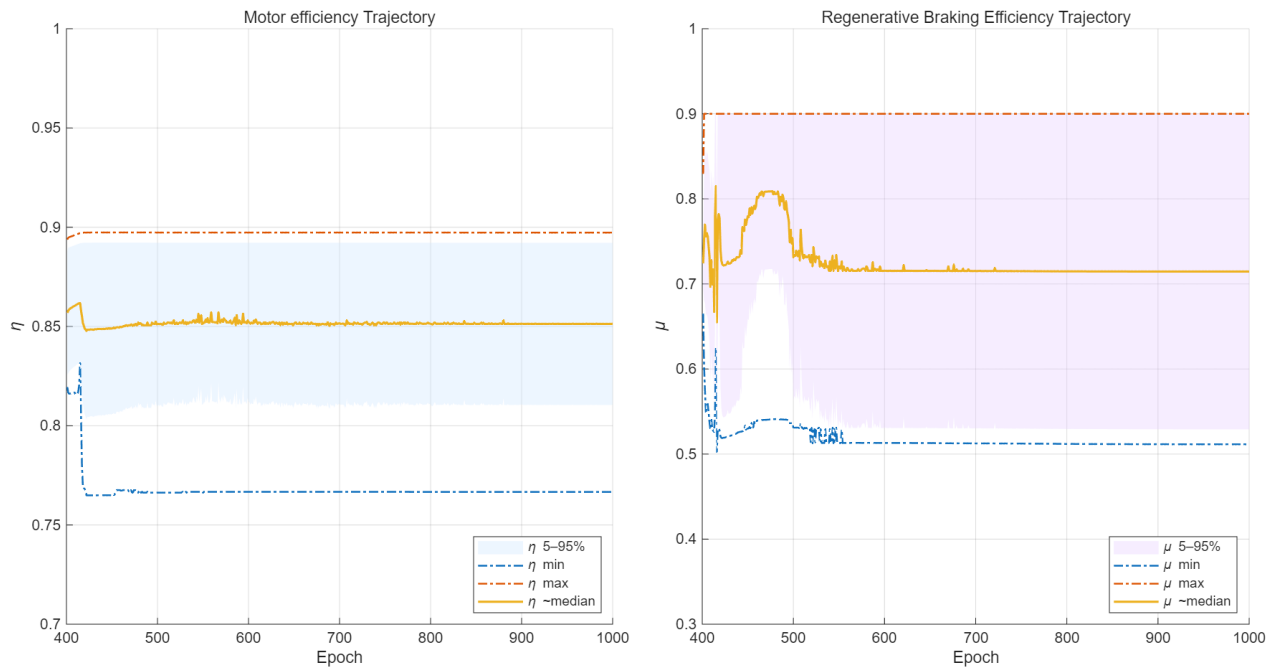 Motor efficiency Trajectory
1
0.95
0.9
0.85
0.8
0.75
0.7
η
400 500 600 700 800 900 1000
Epoch
η 5–95%
η min
η max
η ~median
Regenerative Braking Efficiency Trajectory
1
0.9
0.8
0.7
0.6
0.5
0.4
0.3
μ
400 500 600 700 800 900 1000
Epoch
μ 5–95%
μ min
μ max
μ ~median